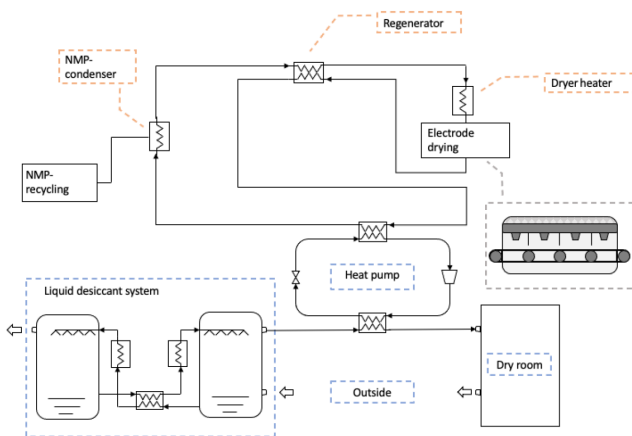 Regenerator
NMP-
condenser
Dryer heater
Electrode
drying
NMP-
recycling
Heat pump
Liquid desiccant system
Dry room
Outside